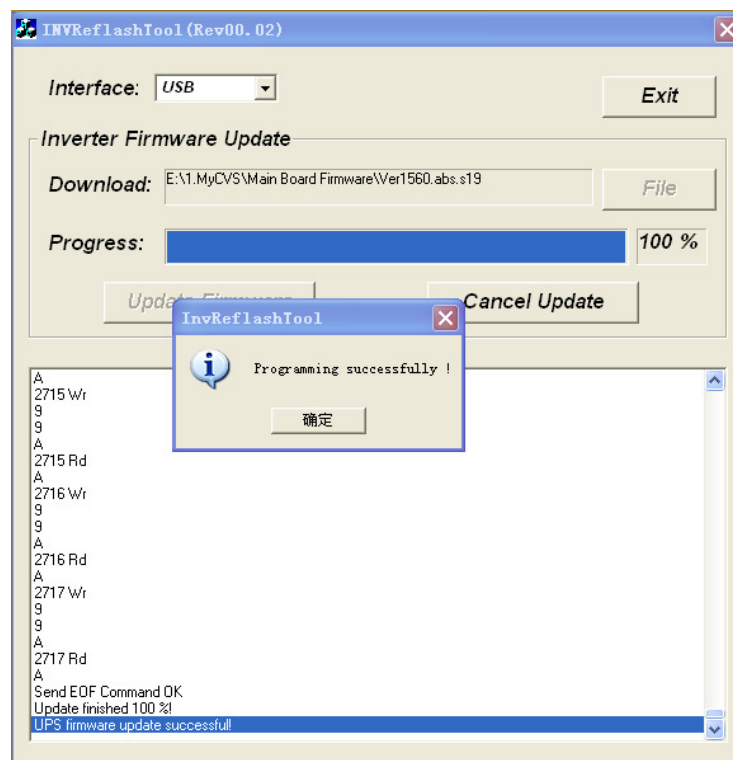 INVReflashTool(Rev00.02)
Interface: USB
Exit
Inverter Firmware Update
Download: E:\1.MyCVS\Main Board Firmware\Ver1560.abs.s19
File
Progress: 100 %
Update Firmware
Cancel Update
InvReflashTool
Programming successfully !
确定
A
2715 Wr
9
9
A
2715 Rd
A
2716 Wr
9
9
A
2716 Rd
A
2717 Wr
9
9
A
2717 Rd
A
Send EOF Command OK
Update finished 100 %!
UPS firmware update successful!